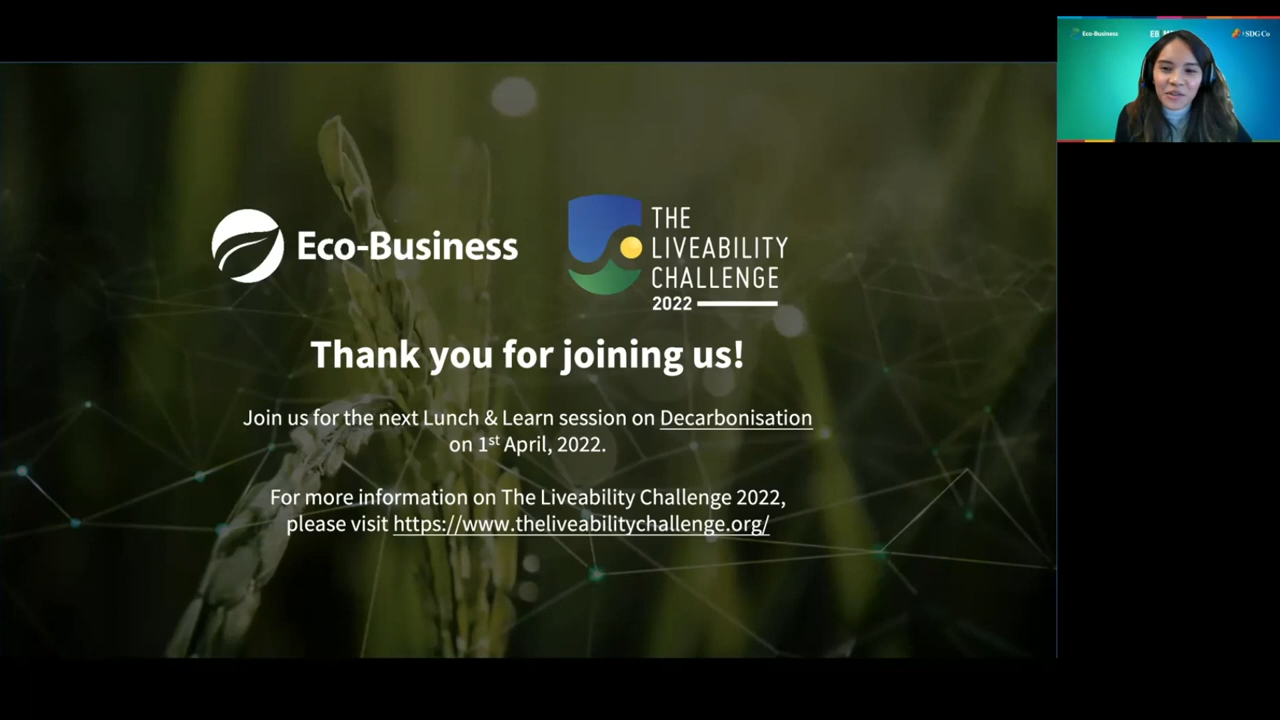 Eco-Business
THE
LIVEABILITY
CHALLENGE
2022
Thank you for joining us!
Join us for the next Lunch & Learn session on Decarbonisation
on 1st April, 2022.
For more information on The Liveability Challenge 2022,
please visit https://www.theliveabilitychallenge.org/
Eco-Business
EB
SDG Co